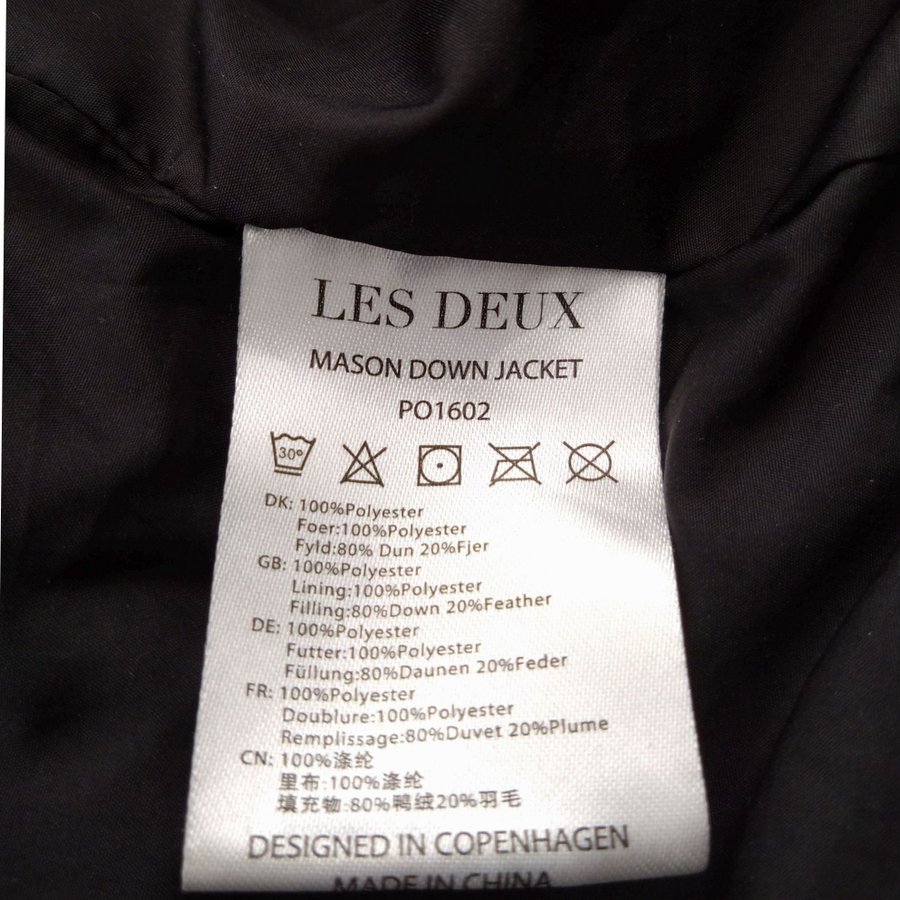 LES DEUX
MASON DOWN JACKET
PO1602
30°
DK: 100%Polyester
Foer:100%Polyester
Fyld:80% Dun 20%Fjer
GB: 100%Polyester
Lining:100%Polyester
Filling:80%Down 20%Feather
DE: 100%Polyester
Futter:100%Polyester
Füllung:80%Daunen 20%Feder
FR: 100%Polyester
Doublure:100%Polyester
Remplissage:80%Duvet 20%Plume
CN: 100%涤纶
里布:100%涤纶
填充物:80%鸭绒20%羽毛
DESIGNED IN COPENHAGEN
MADE IN CHINA